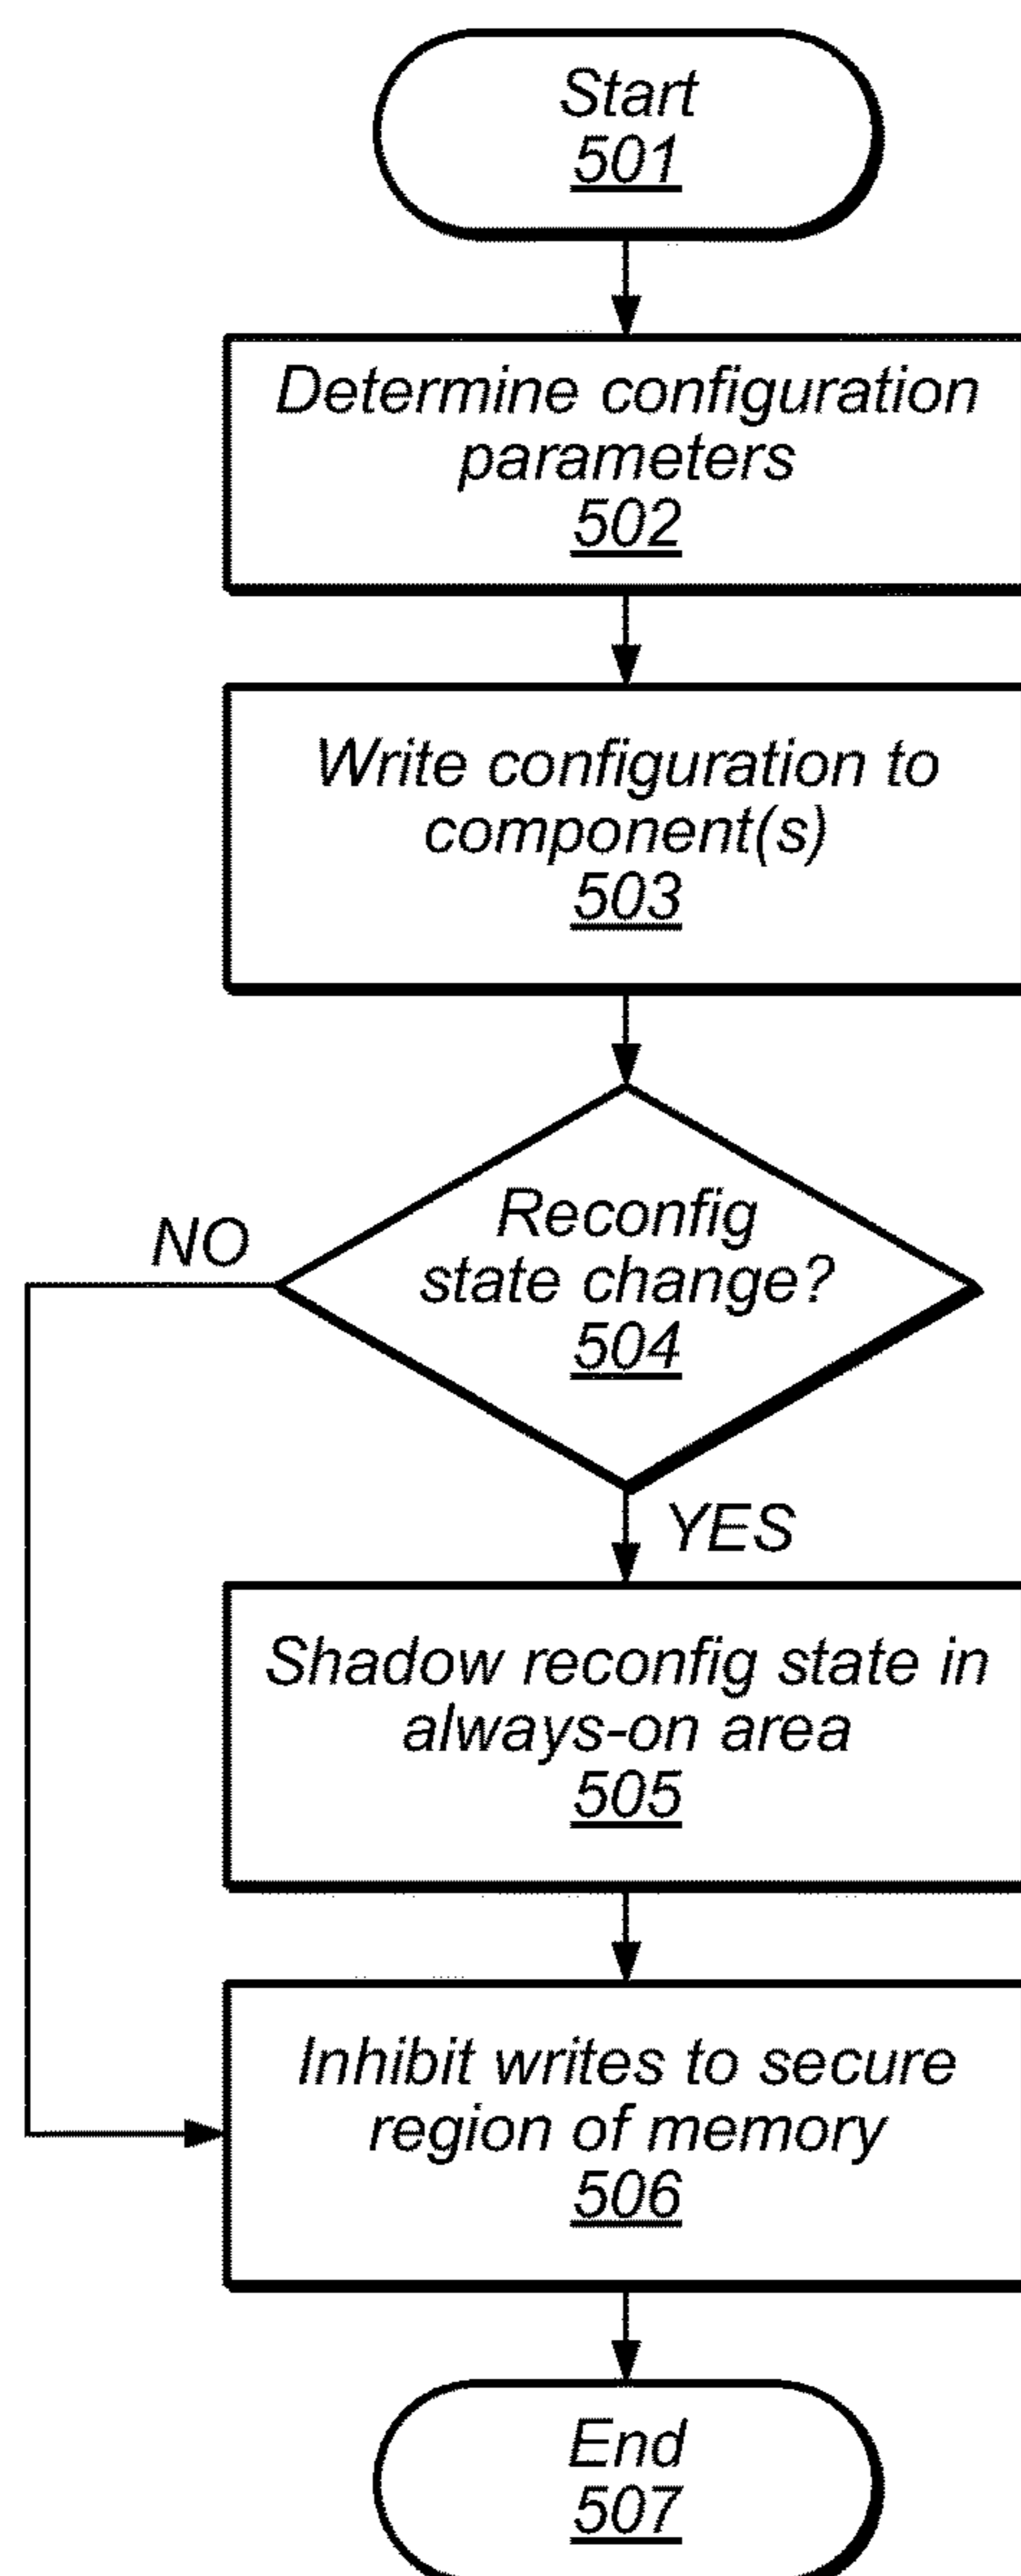 Start
501
Determine configuration
parameters
502
Write configuration to
component(s)
503
Reconfig
state change?
504
NO
YES
Shadow reconfig state in
always-on area
505
Inhibit writes to secure
region of memory
506
End
507